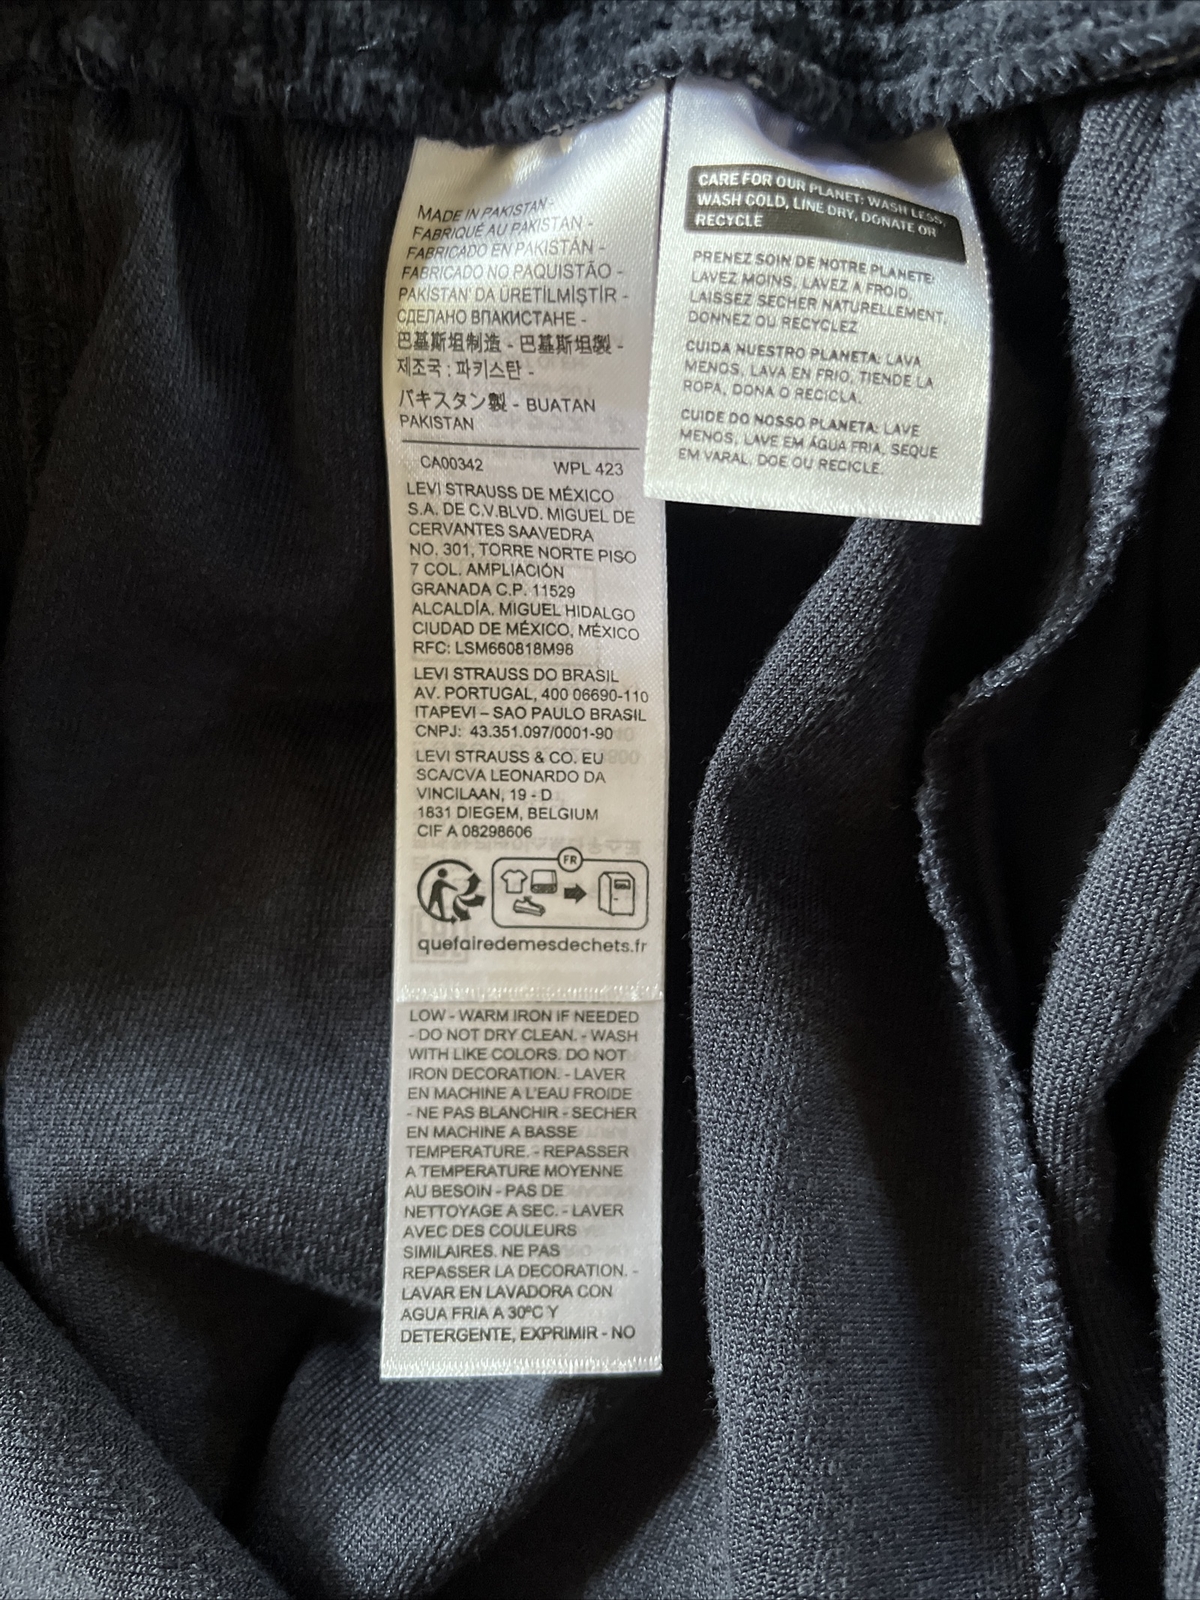 MADE IN PAKISTAN-
FABRIQUÉ AU PAKISTAN -
FABRICADO EN PAKISTÁN -
FABRICADO NO PAQUISTÃO -
PAKİSTAN' DA ÜRETİLMİŞTİR -
СДЕЛАНО ВПАКИСТАНЕ -
巴基斯坦制造 - 巴基斯坦製 -
제조국 : 파키스탄 -
パキスタン製 - BUATAN
PAKISTAN
CA00342 WPL 423
LEVI STRAUSS DE MÉXICO
S.A. DE C.V.BLVD. MIGUEL DE
CERVANTES SAAVEDRA
NO. 301, TORRE NORTE PISO
7 COL. AMPLIACIÓN
GRANADA C.P. 11529
ALCALDÍA. MIGUEL HIDALGO
CIUDAD DE MÉXICO, MÉXICO
RFC: LSM660818M98
LEVI STRAUSS DO BRASIL
AV. PORTUGAL, 400 06690-110
ITAPEVI – SAO PAULO BRASIL
CNPJ: 43.351.097/0001-90
LEVI STRAUSS & CO. EU
SCA/CVA LEONARDO DA
VINCILAAN, 19 - D
1831 DIEGEM, BELGIUM
CIF A 08298606
FR
quefairedemesdechets.fr
LOW - WARM IRON IF NEEDED
- DO NOT DRY CLEAN. - WASH
WITH LIKE COLORS. DO NOT
IRON DECORATION. - LAVER
EN MACHINE A L'EAU FROIDE
- NE PAS BLANCHIR - SECHER
EN MACHINE A BASSE
TEMPERATURE. - REPASSER
A TEMPERATURE MOYENNE
AU BESOIN - PAS DE
NETTOYAGE A SEC. - LAVER
AVEC DES COULEURS
SIMILAIRES. NE PAS
REPASSER LA DECORATION. -
LAVAR EN LAVADORA CON
AGUA FRIA A 30ºC Y
DETERGENTE, EXPRIMIR - NO
CARE FOR OUR PLANET: WASH LESS,
WASH COLD, LINE DRY, DONATE OR
RECYCLE
PRENEZ SOIN DE NOTRE PLANETE:
LAVEZ MOINS, LAVEZ A FROID,
LAISSEZ SECHER NATURELLEMENT,
DONNEZ OU RECYCLEZ
CUIDA NUESTRO PLANETA: LAVA
MENOS, LAVA EN FRIO, TIENDE LA
ROPA, DONA O RECICLA.
CUIDE DO NOSSO PLANETA: LAVE
MENOS, LAVE EM ÁGUA FRIA, SEQUE
EM VARAL, DOE OU RECICLE.